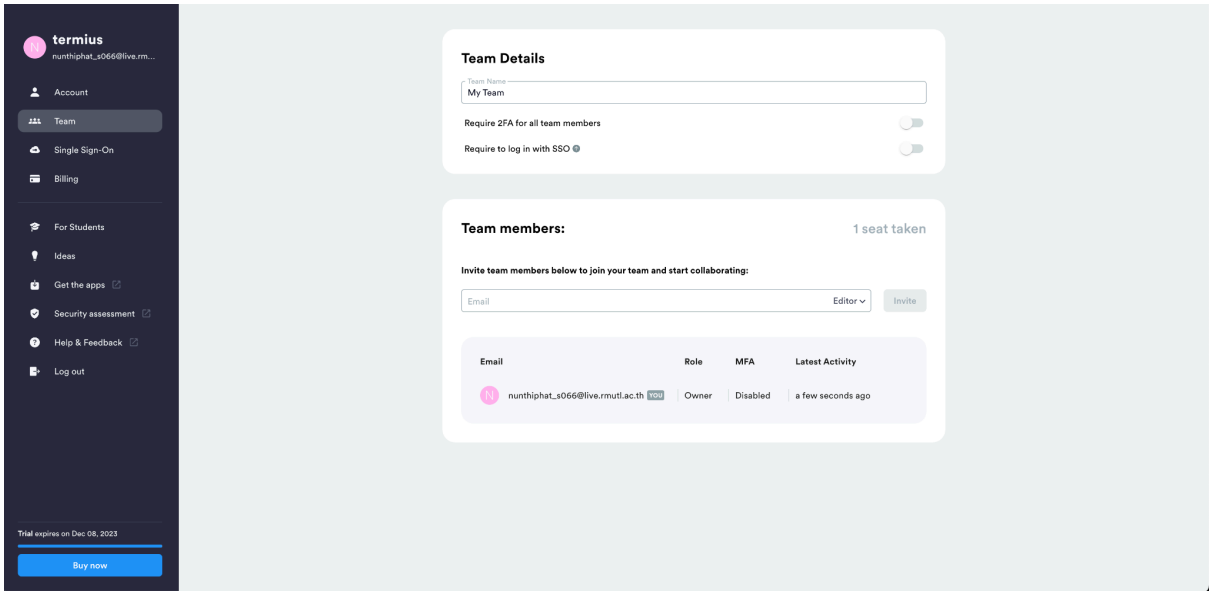 N
termius
nunthiphat_s066@live.rm...
Account
Team
Single Sign-On
Billing
For Students
Ideas
Get the apps
Security assessment
Help & Feedback
Log out
Trial expires on Dec 08, 2023
Buy now
Team Details
Team Name
My Team
Require 2FA for all team members
Require to log in with SSO ?
Team members: 1 seat taken
Invite team members below to join your team and start collaborating:
Email Editor Invite
Email Role MFA Latest Activity
N nunthiphat_s066@live.rmutl.ac.th YOU Owner Disabled a few seconds ago